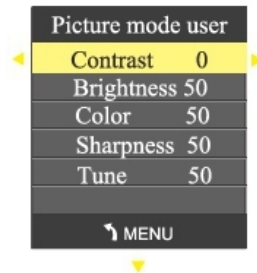 Picture mode user
Contrast 0
Brightness 50
Color 50
Sharpness 50
Tune 50
MENU